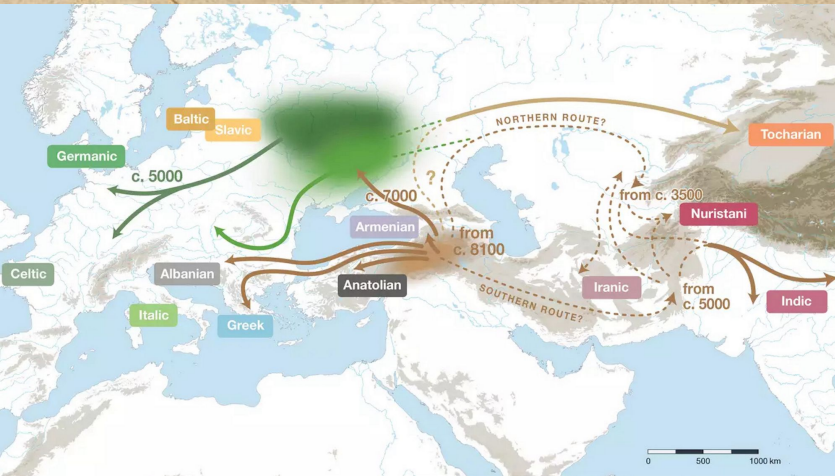 Baltic
Slavic
Germanic
c. 5000
NORTHERN ROUTE?
Tocharian
?
c. 7000
from c. 3500
Nuristani
Armenian
from
c. 8100
Celtic
Albanian
Anatolian
SOUTHERN ROUTE?
Iranic
from
c. 5000
Indic
Italic
Greek
0 500 1000 km